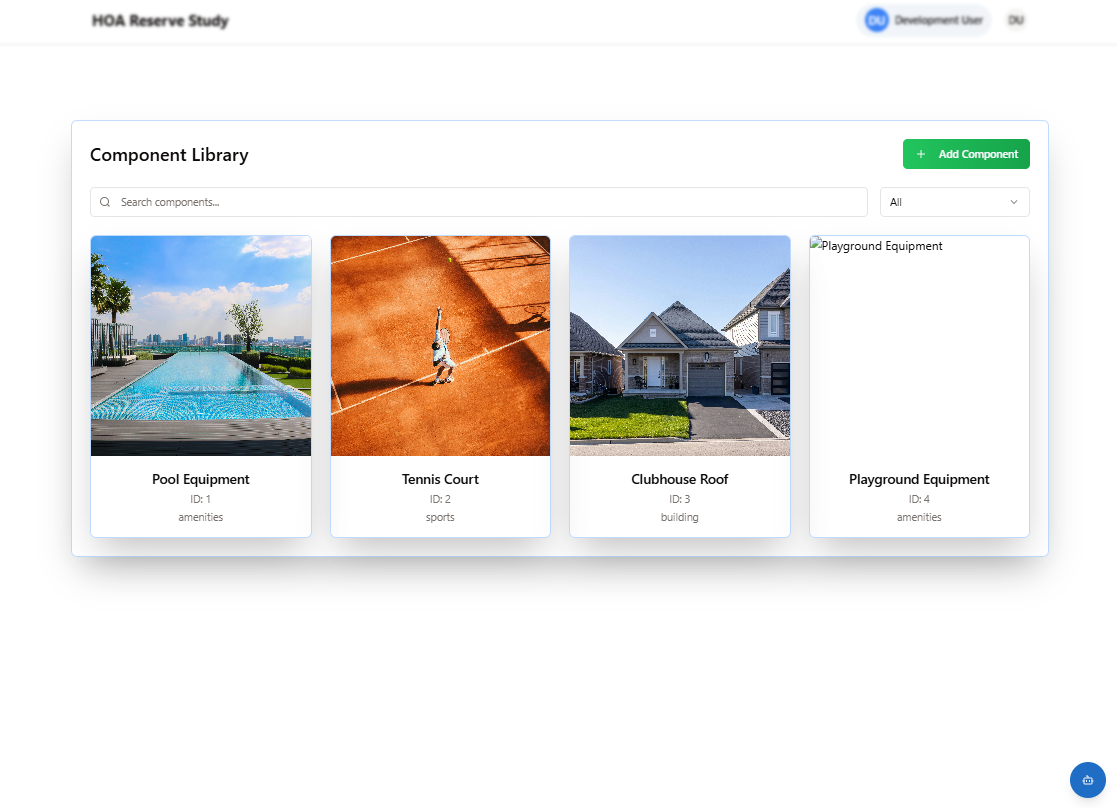 HOA Reserve Study
DU Development User DU
Component Library
Add Component
Search components...
All
Playground Equipment
Pool Equipment
ID: 1
amenities
Tennis Court
ID: 2
sports
Clubhouse Roof
ID: 3
building
Playground Equipment
ID: 4
amenities